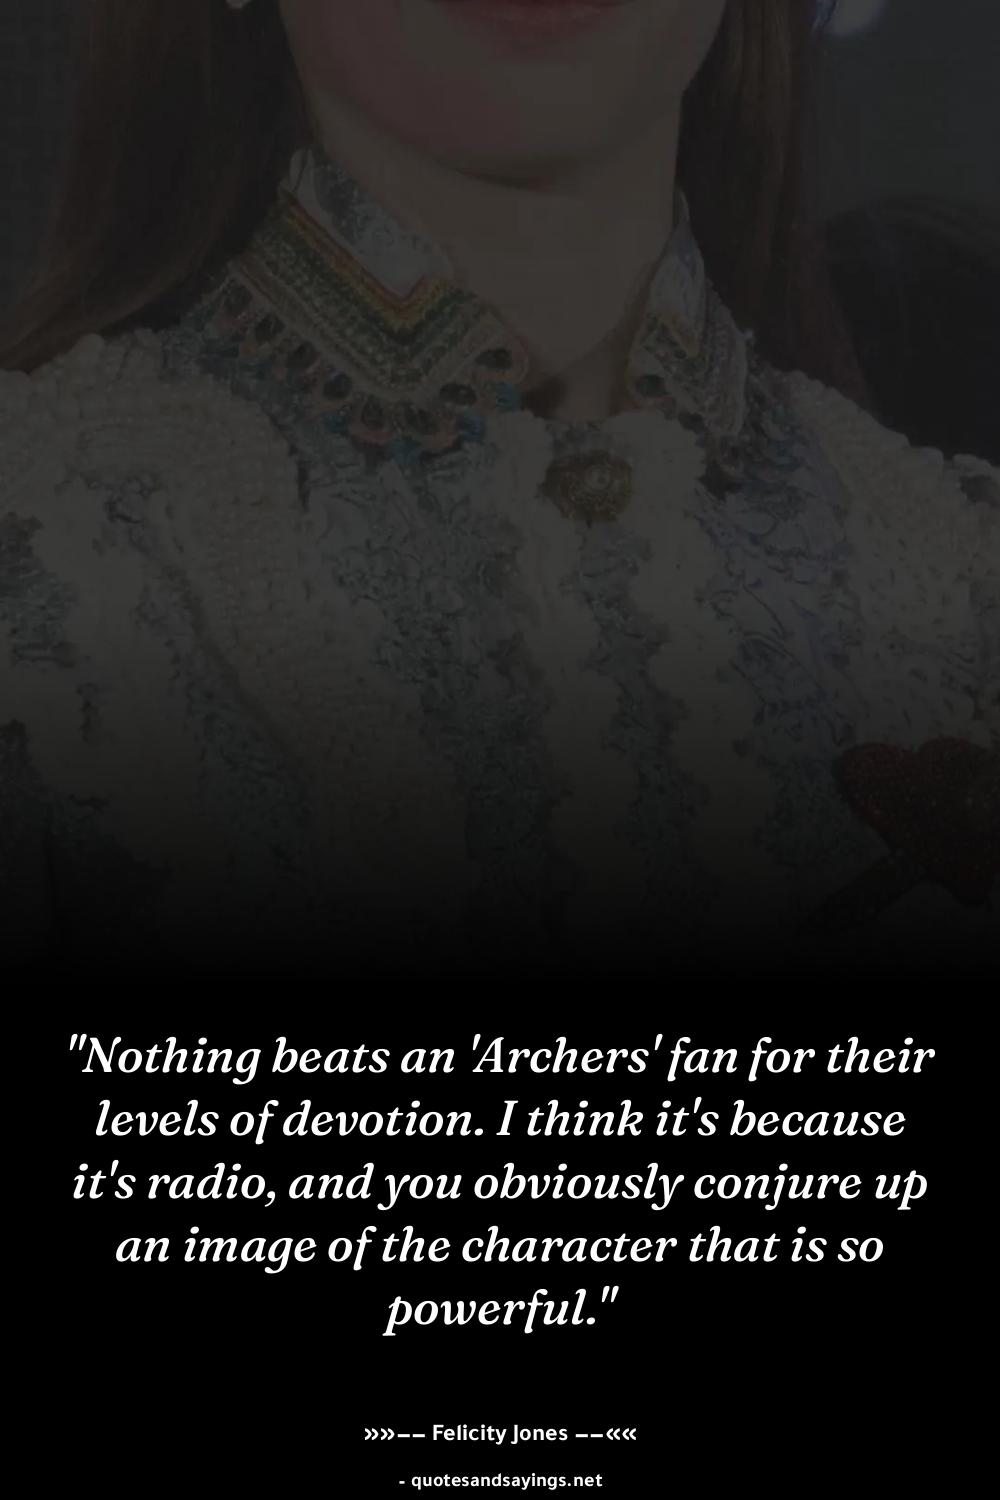 "Nothing beats an 'Archers' fan for their
levels of devotion. I think it's because
it's radio, and you obviously conjure up
an image of the character that is so
powerful."
»»−− Felicity Jones −−««
- quotesandsayings.net